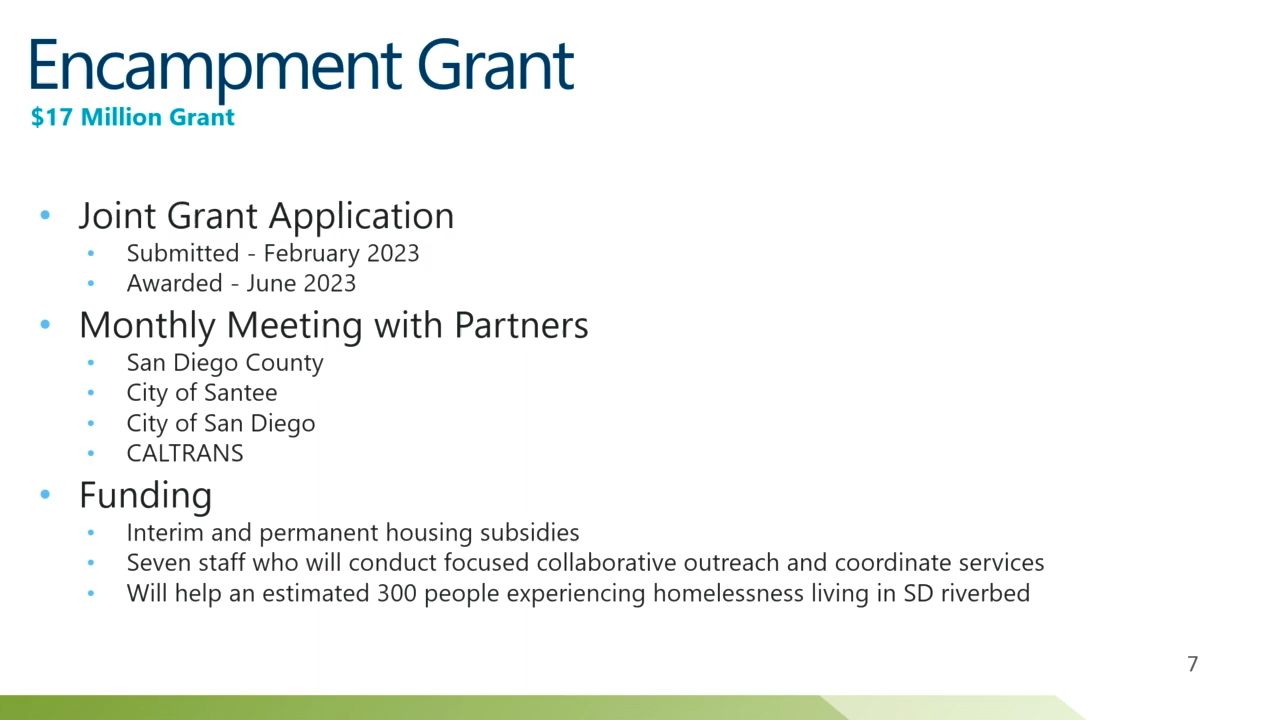 Encampment Grant
$17 Million Grant
• Joint Grant Application
• Submitted - February 2023
• Awarded - June 2023
• Monthly Meeting with Partners
• San Diego County
• City of Santee
• City of San Diego
• CALTRANS
• Funding
• Interim and permanent housing subsidies
• Seven staff who will conduct focused collaborative outreach and coordinate services
• Will help an estimated 300 people experiencing homelessness living in SD riverbed
7